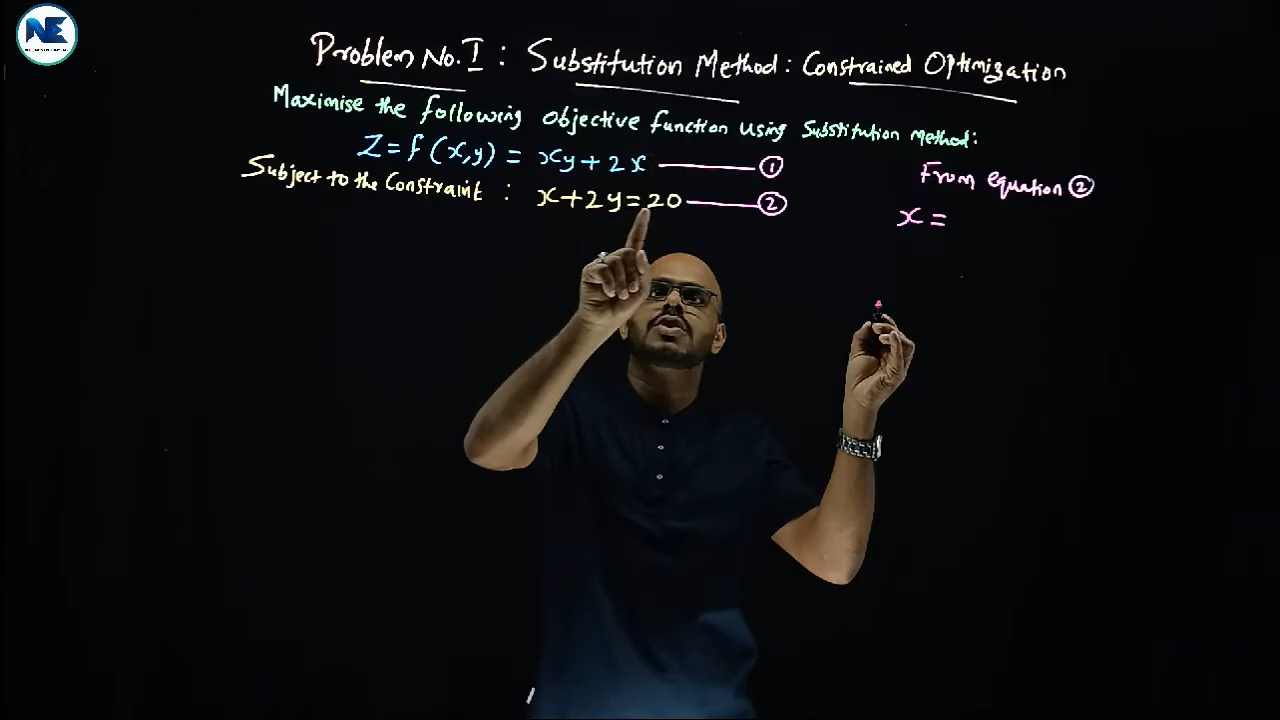 NE
Problem No. I : Substitution Method : Constrained Optimization
Maximise the following objective function using Substitution method:
Z = f (x,y) = xy + 2x ——— ①
Subject to the Constraint : x + 2y = 20 ——— ②
From equation ②
x =